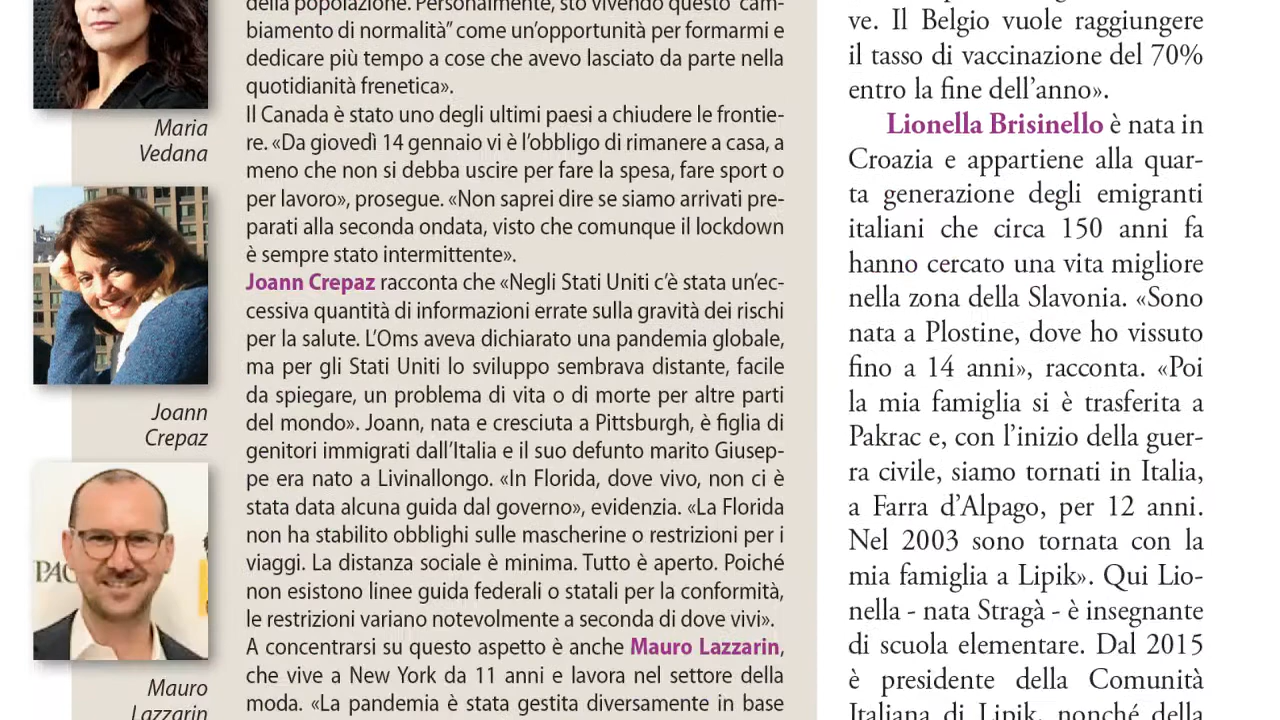 Maria
Vedana
Joann
Crepaz
PAC
Mauro
Lazzarin
della popolazione. Personalmente, sto vivendo questo "cam-
biamento di normalità" come un'opportunità per formarmi e
dedicare più tempo a cose che avevo lasciato da parte nella
quotidianità frenetica».
Il Canada è stato uno degli ultimi paesi a chiudere le frontie-
re. «Da giovedì 14 gennaio vi è l'obbligo di rimanere a casa, a
meno che non si debba uscire per fare la spesa, fare sport o
per lavoro», prosegue. «Non saprei dire se siamo arrivati pre-
parati alla seconda ondata, visto che comunque il lockdown
è sempre stato intermittente».
Joann Crepaz racconta che «Negli Stati Uniti c'è stata un'ec-
cessiva quantità di informazioni errate sulla gravità dei rischi
per la salute. L'Oms aveva dichiarato una pandemia globale,
ma per gli Stati Uniti lo sviluppo sembrava distante, facile
da spiegare, un problema di vita o di morte per altre parti
del mondo». Joann, nata e cresciuta a Pittsburgh, è figlia di
genitori immigrati dall'Italia e il suo defunto marito Giusep-
pe era nato a Livinallongo. «In Florida, dove vivo, non ci è
stata data alcuna guida dal governo», evidenzia. «La Florida
non ha stabilito obblighi sulle mascherine o restrizioni per i
viaggi. La distanza sociale è minima. Tutto è aperto. Poiché
non esistono linee guida federali o statali per la conformità,
le restrizioni variano notevolmente a seconda di dove vivi».
A concentrarsi su questo aspetto è anche Mauro Lazzarin,
che vive a New York da 11 anni e lavora nel settore della
moda. «La pandemia è stata gestita diversamente in base
ve. Il Belgio vuole raggiungere
il tasso di vaccinazione del 70%
entro la fine dell'anno».
Lionella Brisinello è nata in
Croazia e appartiene alla quar-
ta generazione degli emigranti
italiani che circa 150 anni fa
hanno cercato una vita migliore
nella zona della Slavonia. «Sono
nata a Plostine, dove ho vissuto
fino a 14 anni», racconta. «Poi
la mia famiglia si è trasferita a
Pakrac e, con l'inizio della guer-
ra civile, siamo tornati in Italia,
a Farra d'Alpago, per 12 anni.
Nel 2003 sono tornata con la
mia famiglia a Lipik». Qui Lio-
nella - nata Stragà - è insegnante
di scuola elementare. Dal 2015
è presidente della Comunità
Italiana di Lipik, nonché della